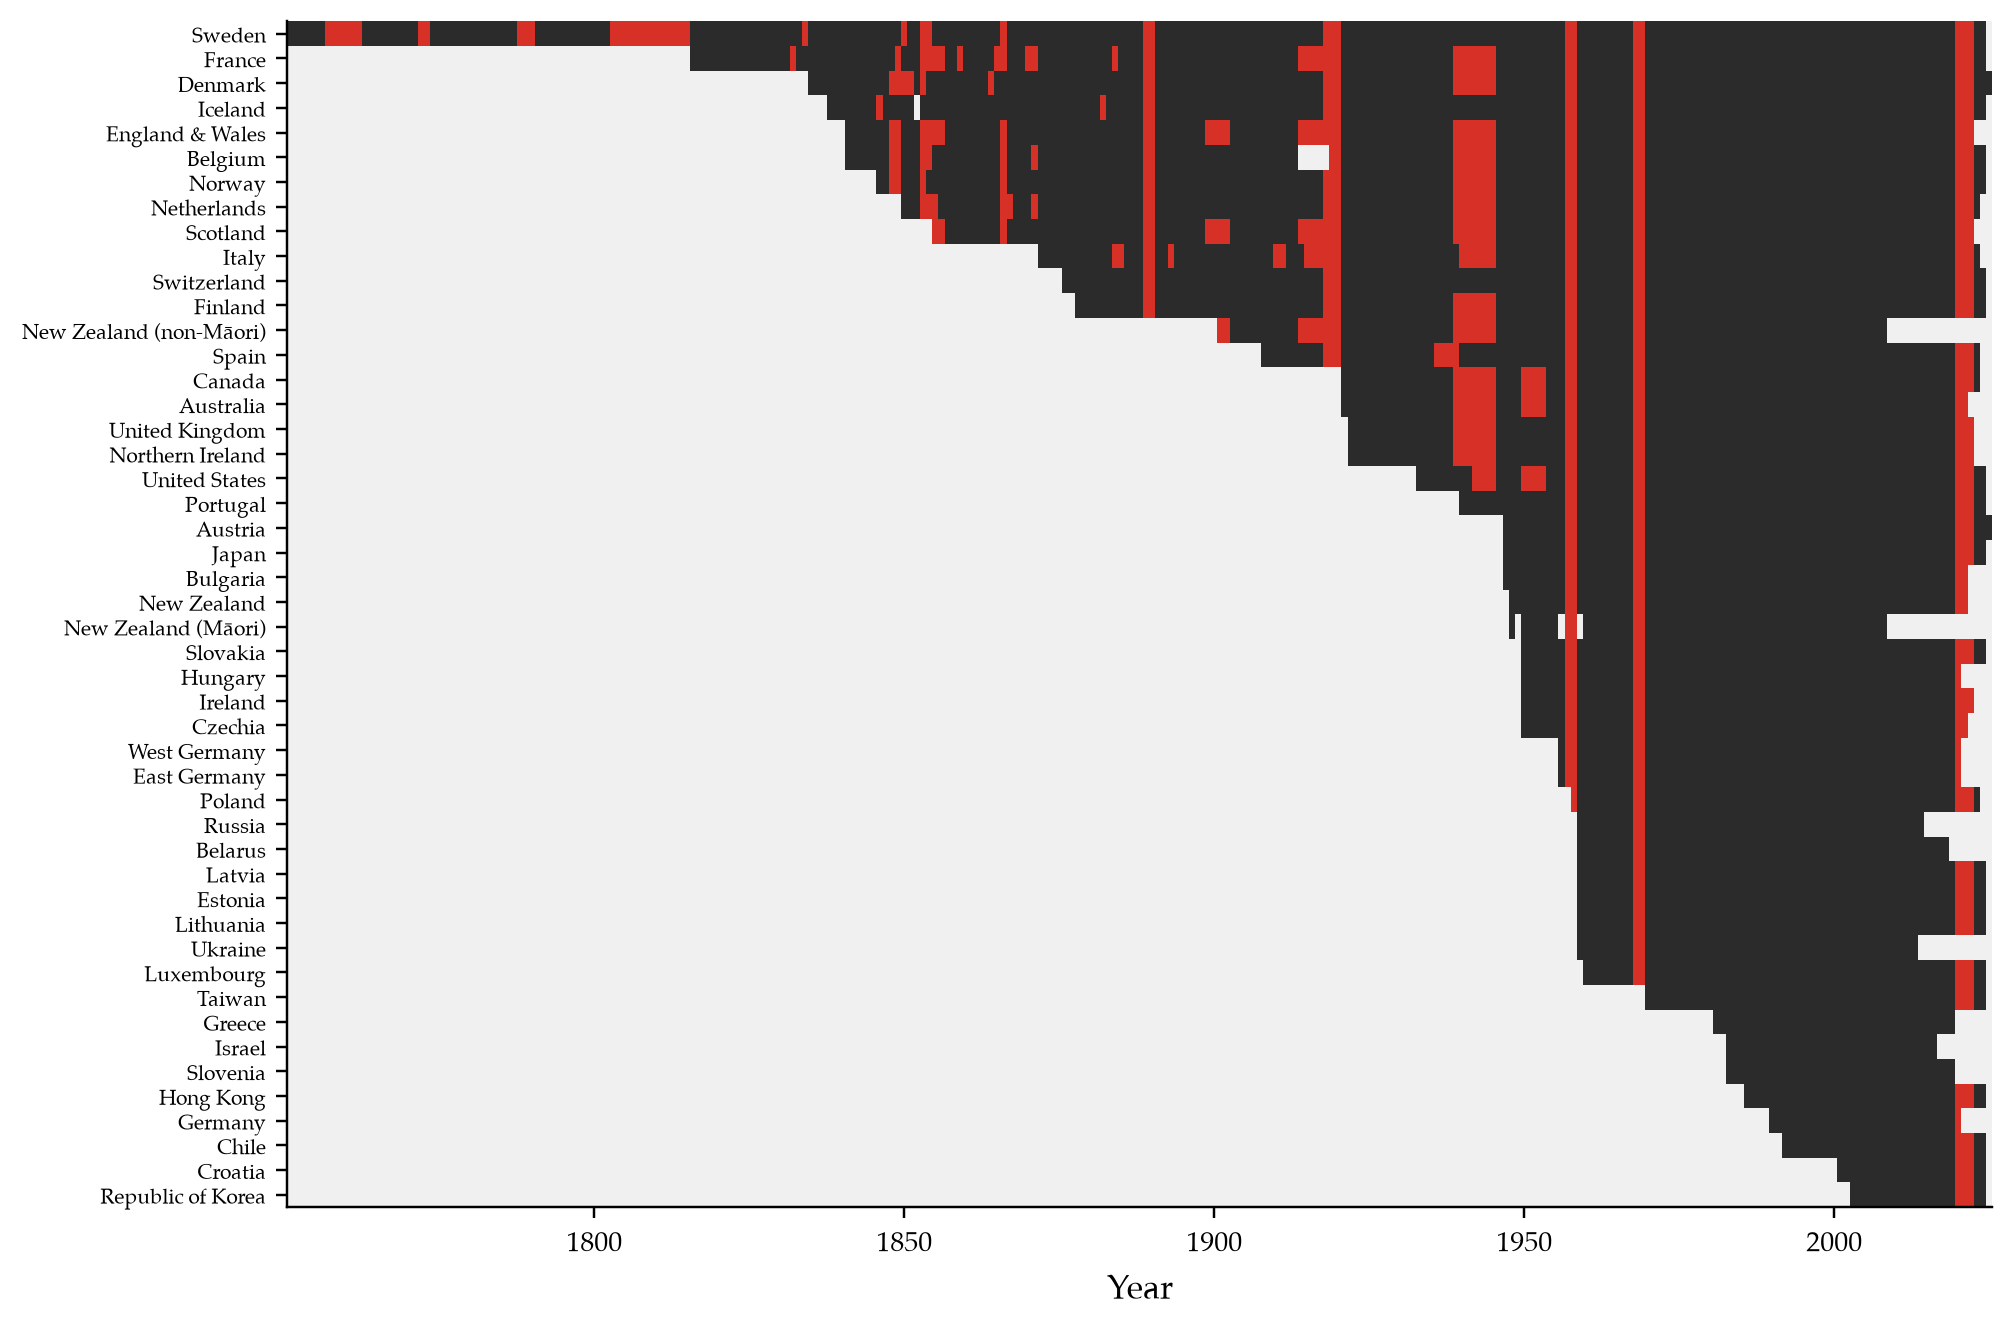 Sweden
France
Denmark
Iceland
England & Wales
Belgium
Norway
Netherlands
Scotland
Italy
Switzerland
Finland
New Zealand (non-Māori)
Spain
Canada
Australia
United Kingdom
Northern Ireland
United States
Portugal
Austria
Japan
Bulgaria
New Zealand
New Zealand (Māori)
Slovakia
Hungary
Ireland
Czechia
West Germany
East Germany
Poland
Russia
Belarus
Latvia
Estonia
Lithuania
Ukraine
Luxembourg
Taiwan
Greece
Israel
Slovenia
Hong Kong
Germany
Chile
Croatia
Republic of Korea
1800 1850 1900 1950 2000
Year